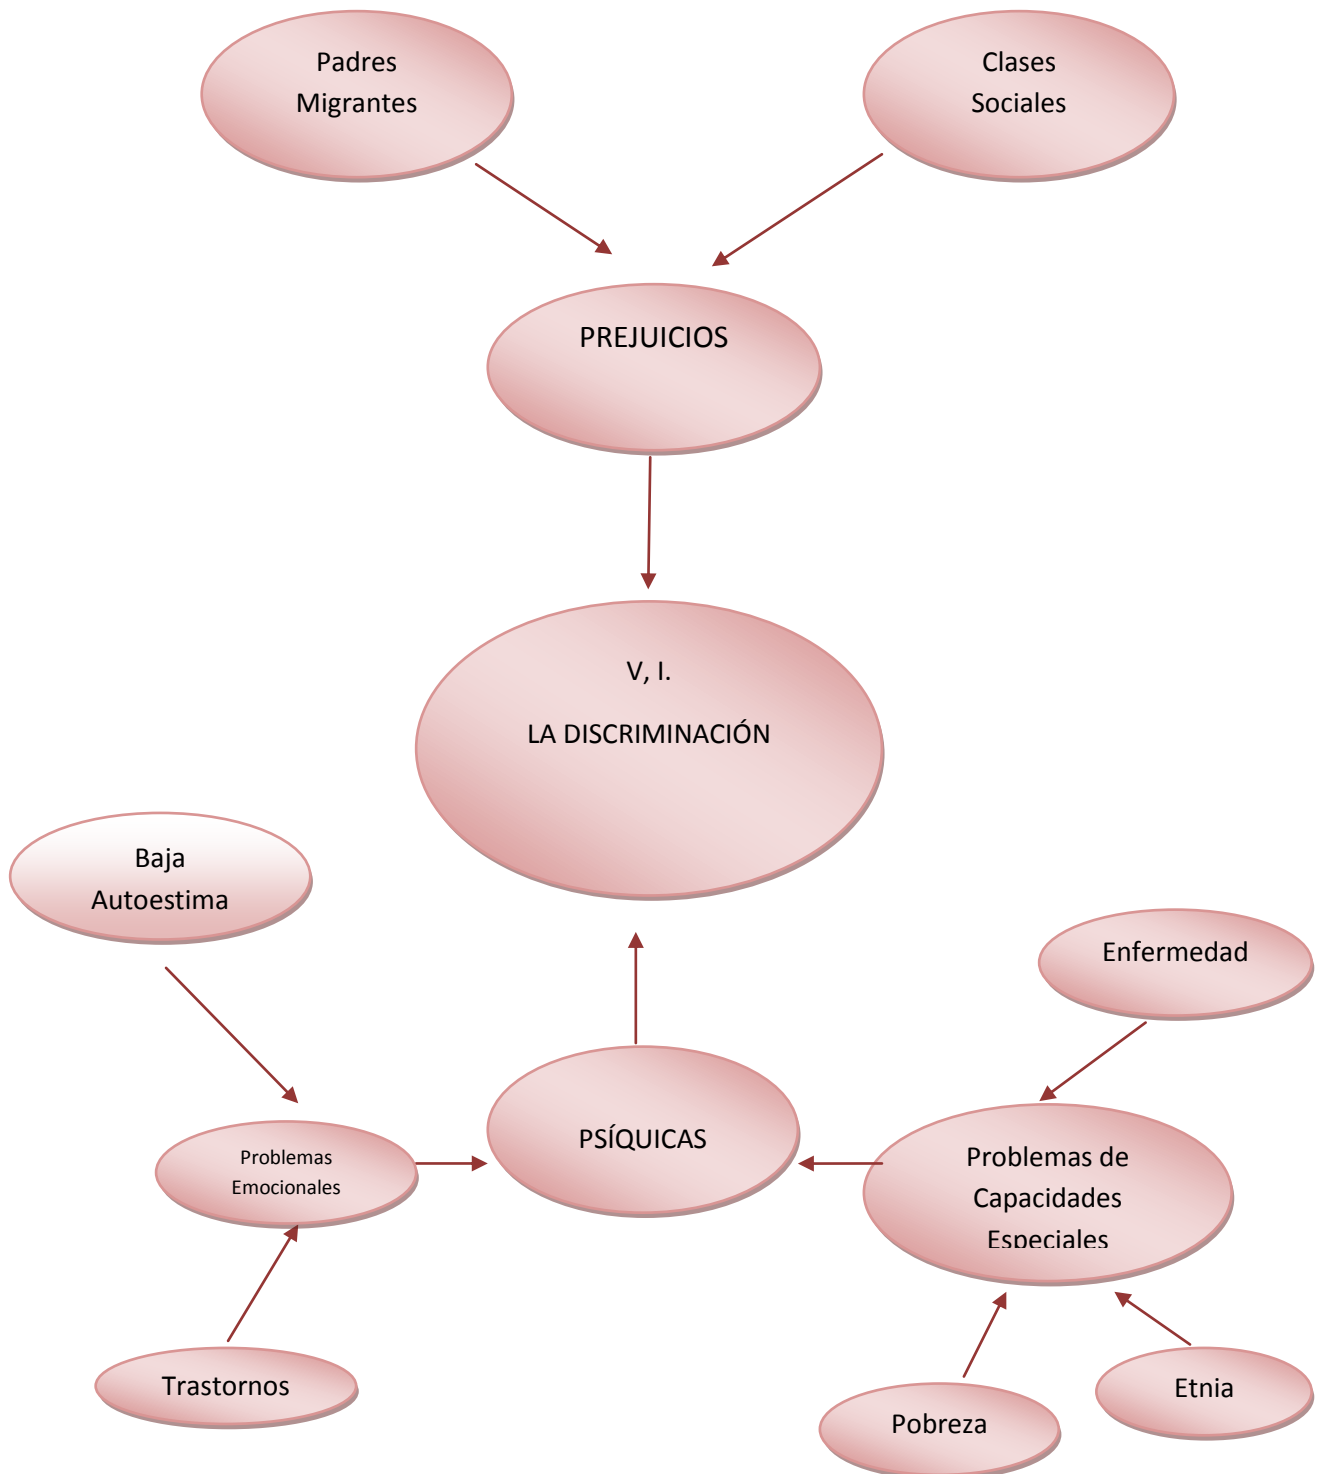 Padres
Migrantes
Clases
Sociales
PREJUICIOS
V, I.
LA DISCRIMINACIÓN
Baja
Autoestima
Enfermedad
PSÍQUICAS
Problemas
Emocionales
Problemas de
Capacidades
Especiales
Trastornos
Pobreza
Etnia